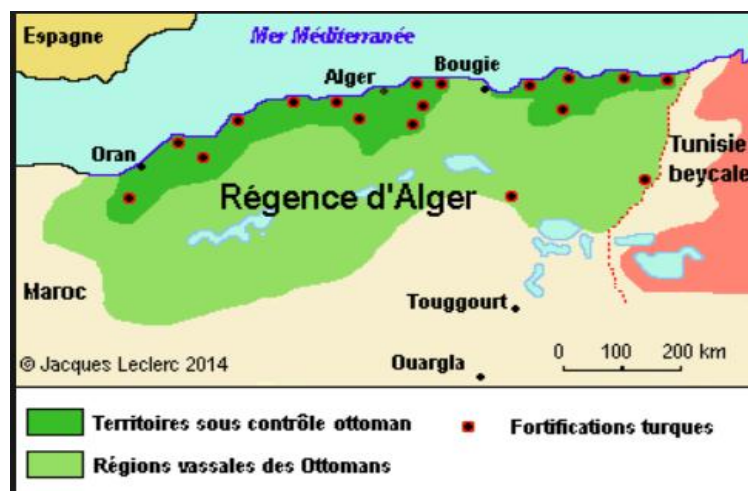 Espagne
Mer Méditerranée
Alger
Bougie
Oran
Tunisie
beycale
Régence d'Alger
Maroc
Touggourt
© Jacques Leclerc 2014
Ouargla
0 100 200 km
Territoires sous contrôle ottoman
Fortifications turques
Régions vassales des Ottomans